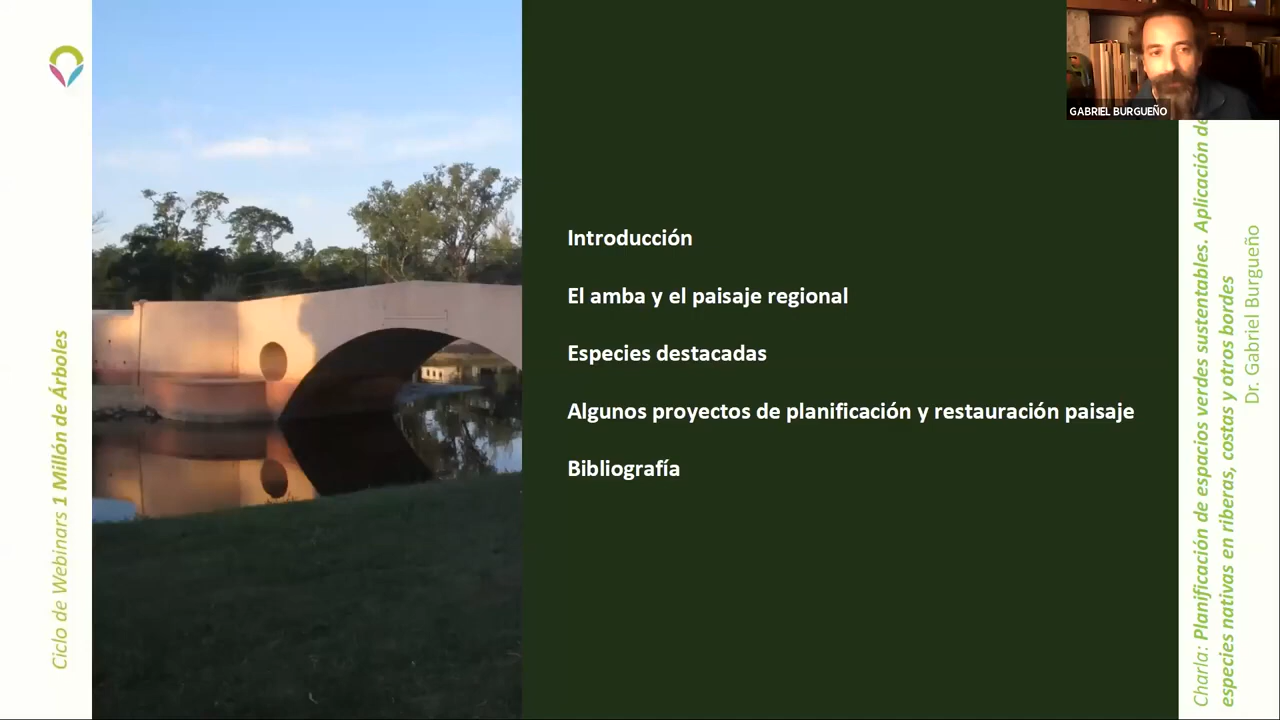 Ciclo de Webinars 1 Millón de Árboles
GABRIEL BURGUEÑO
Introducción
El amba y el paisaje regional
Especies destacadas
Algunos proyectos de planificación y restauración paisaje
Bibliografía
Charla: Planificación de espacios verdes sustentables. Aplicación de
especies nativas en riberas, costas y otros bordes
Dr. Gabriel Burgueño